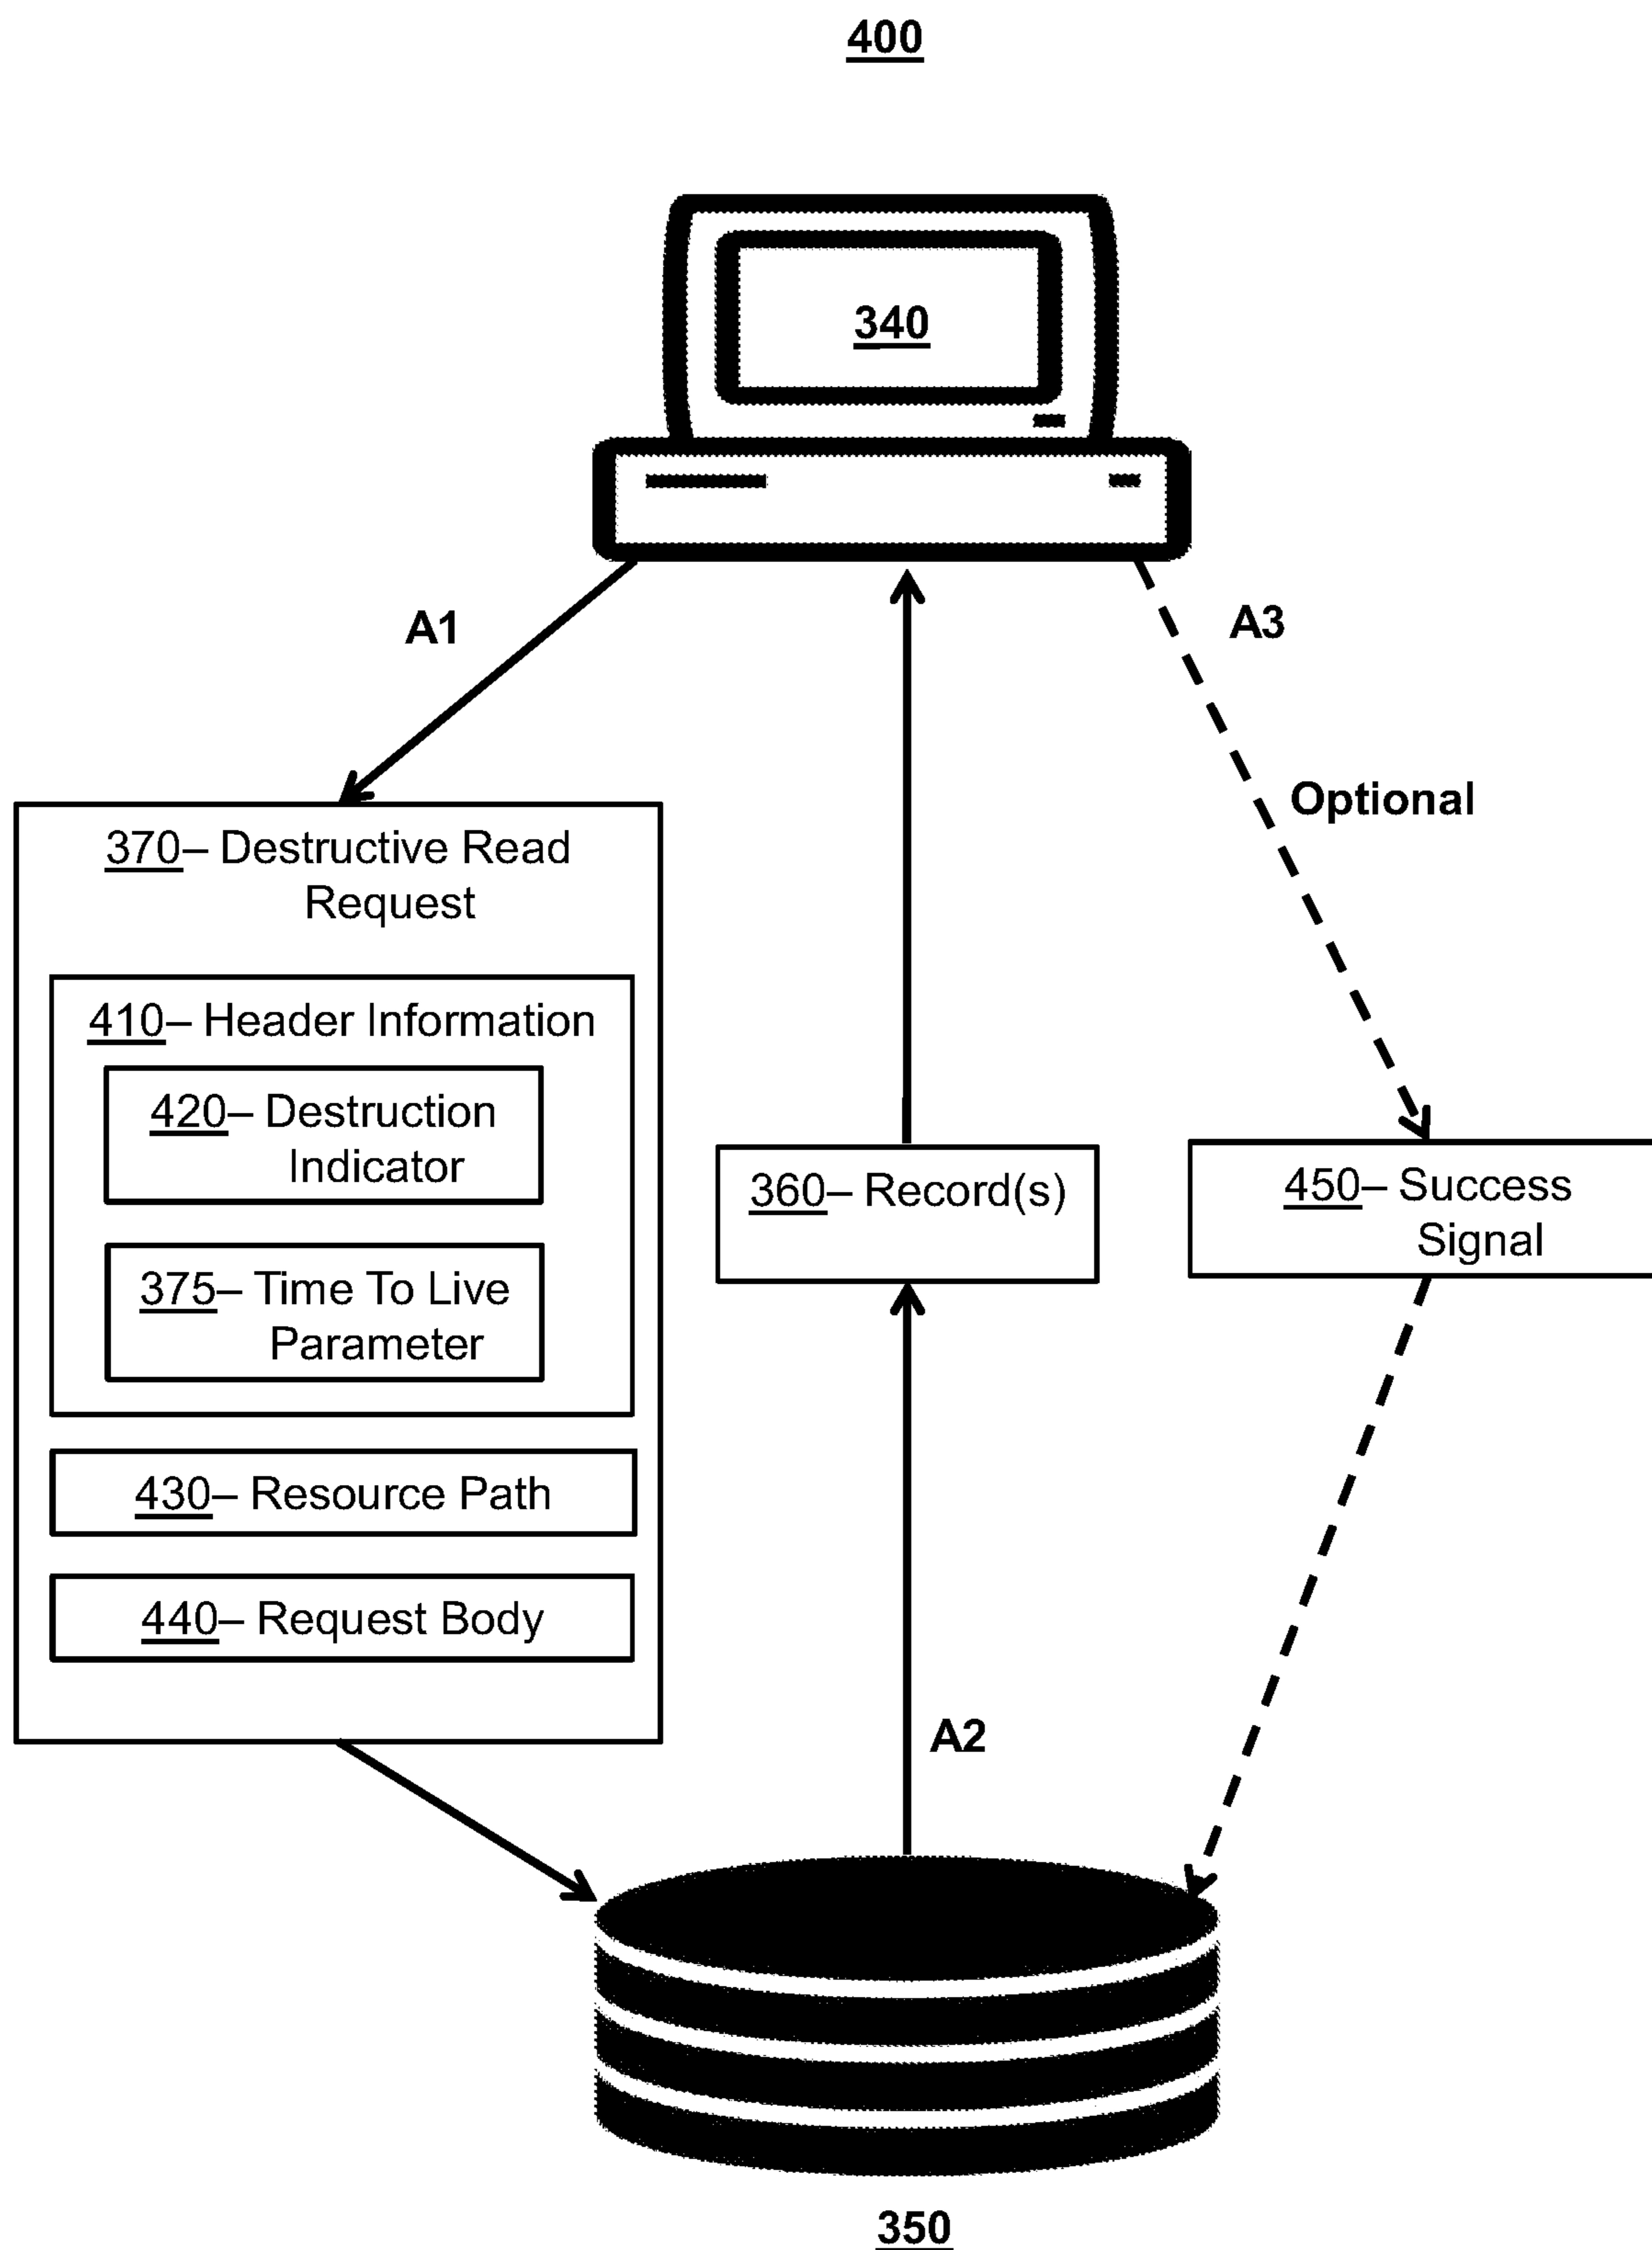 400
340
A1
A3
Optional
370– Destructive Read
Request
410– Header Information
420– Destruction
Indicator
375– Time To Live
Parameter
430– Resource Path
440– Request Body
360– Record(s)
450– Success
Signal
A2
350